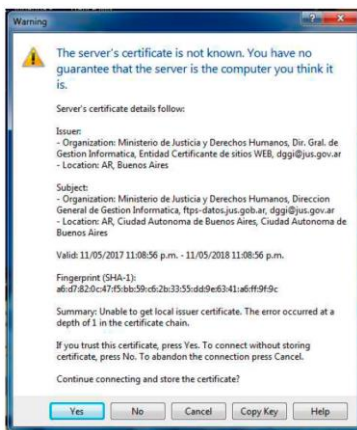 Warning
The server's certificate is not known. You have no
guarantee that the server is the computer you think it
is.
Server's certificate details follow:
Issuer:
- Organization: Ministerio de Justicia y Derechos Humanos, Dir. Gral. de
Gestion Informatica, Entidad Certificante de sitios WEB, dggi@jus.gov.ar
- Location: AR, Buenos Aires
Subject:
- Organization: Ministerio de Justicia y Derechos Humanos, Direccion
General de Gestion Informatica, ftps-datos.jus.gob.ar, dggi@jus.gov.ar
- Location: AR, Ciudad Autonoma de Buenos Aires, Ciudad Autonoma de
Buenos Aires
Valid: 11/05/2017 11:08:56 p.m. - 11/05/2018 11:08:56 p.m.
Fingerprint (SHA-1):
a6:d7:82:0c:47:f5:bb:59:c6:2b:33:55:dd:9e:63:41:a6:ff:9f:9c
Summary: Unable to get local issuer certificate. The error occurred at a
depth of 1 in the certificate chain.
If you trust this certificate, press Yes. To connect without storing
certificate, press No. To abandon the connection press Cancel.
Continue connecting and store the certificate?
Yes No Cancel Copy Key Help